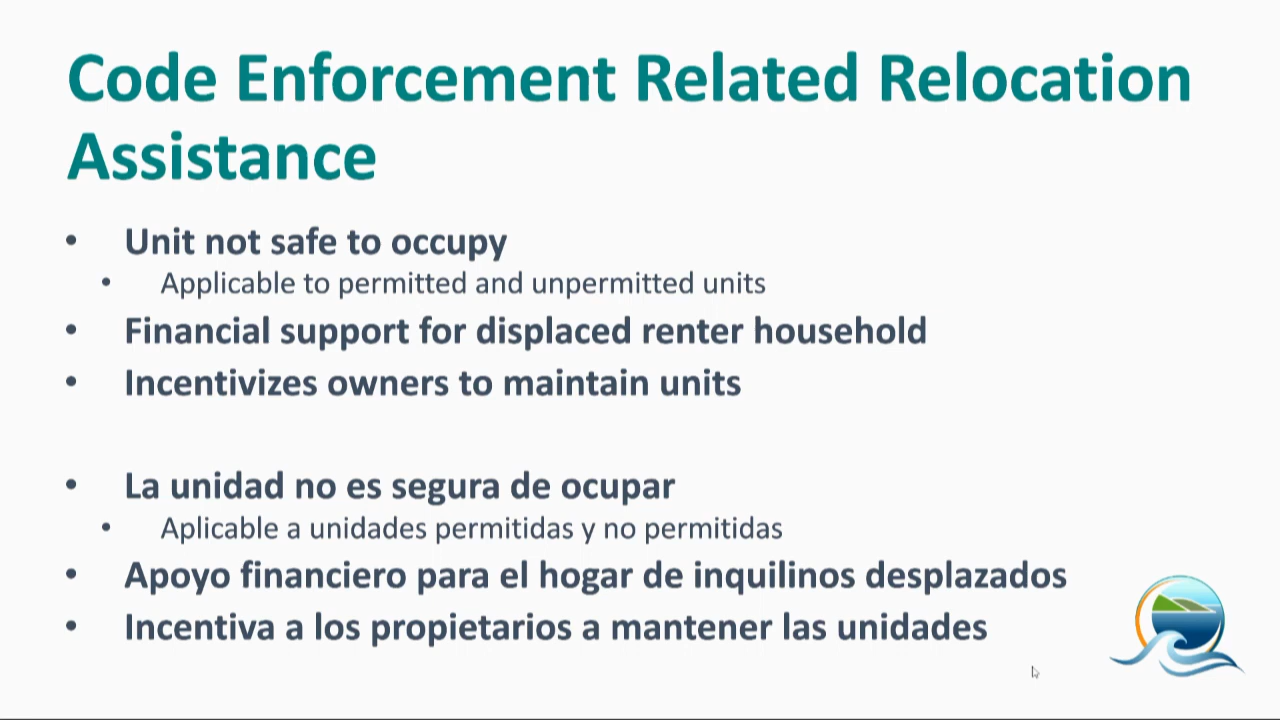 Code Enforcement Related Relocation
Assistance
• Unit not safe to occupy
• Applicable to permitted and unpermitted units
• Financial support for displaced renter household
• Incentivizes owners to maintain units
• La unidad no es segura de ocupar
• Aplicable a unidades permitidas y no permitidas
• Apoyo financiero para el hogar de inquilinos desplazados
• Incentiva a los propietarios a mantener las unidades